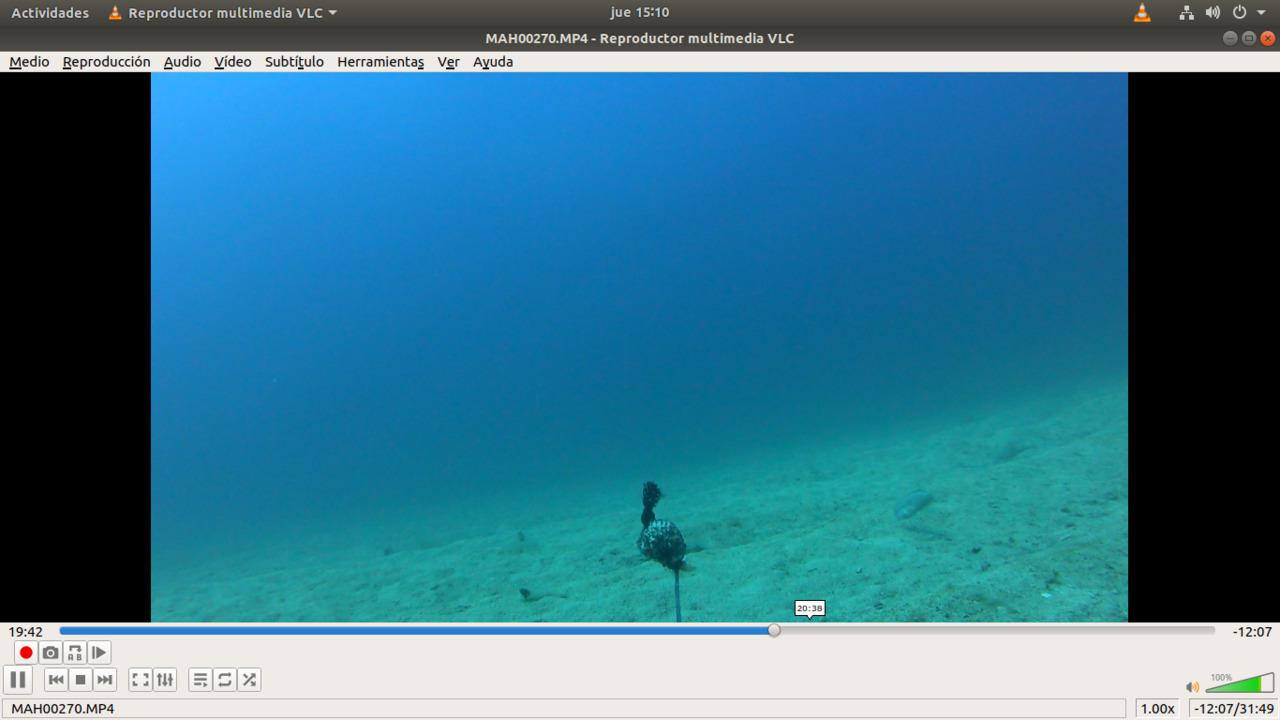 Actividades Reproductor multimedia VLC jue 15:10
MAH00270.MP4 - Reproductor multimedia VLC
Medio Reproducción Audio Vídeo Subtítulo Herramientas Ver Ayuda
20:38
19:42 -12:07
A B
100%
MAH00270.MP4 1.00x -12:07/31:49